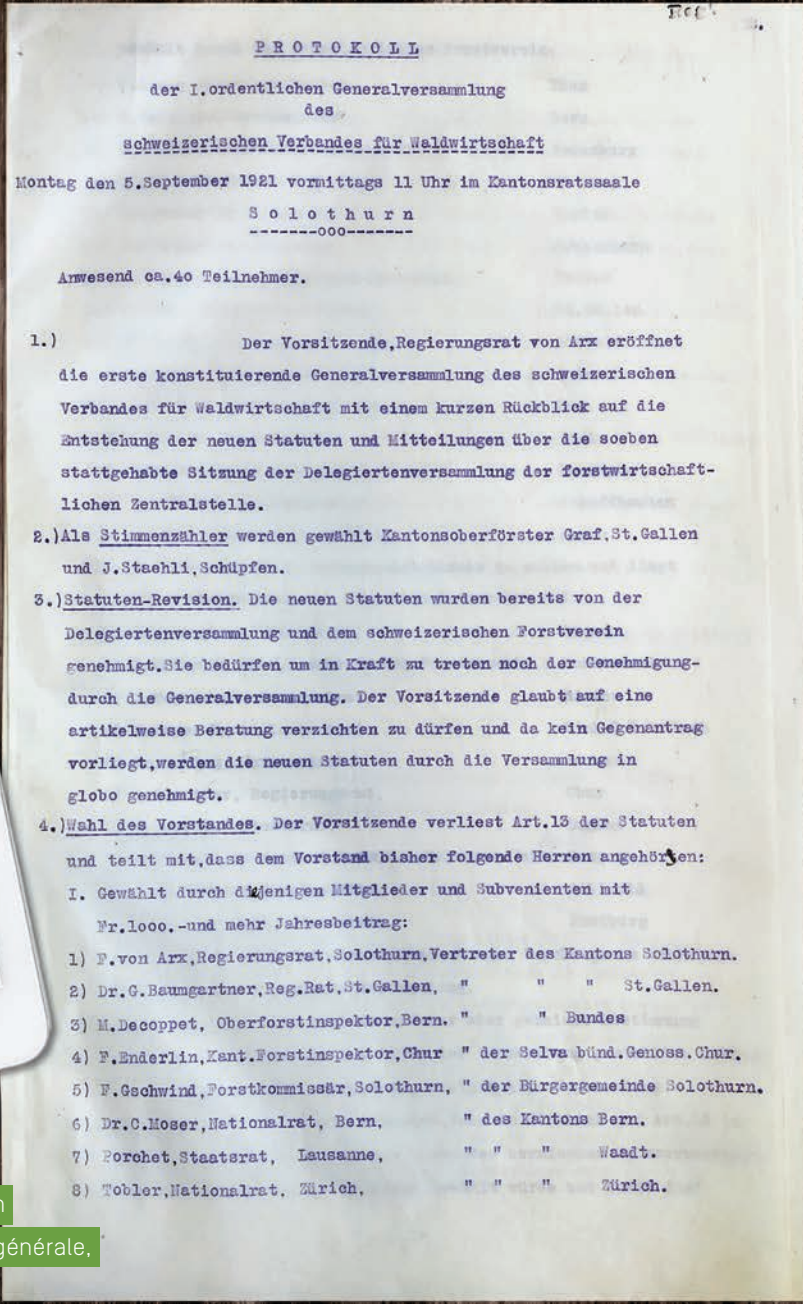 PROTOKOLL
der I.ordentlichen Generalversammlung
des
schweizerischen Verbandes für Waldwirtschaft
Montag den 5.September 1921 vormittags 11 Uhr im Kantonsratssaale
Solothurn
-------ooo-------
Anwesend ca.4o Teilnehmer.
1.) Der Vorsitzende,Regierungsrat von Arx eröffnet
die erste konstituierende Generalversammlung des schweizerischen
Verbandes für Waldwirtschaft mit einem kurzen Rückblick auf die
Entstehung der neuen Statuten und Mitteilungen über die soeben
stattgehabte Sitzung der Delegiertenversammlung der forstwirtschaft-
lichen Zentralstelle.
2.)Als Stimmenzähler werden gewählt Kantonsoberförster Graf,St.Gallen
und J.Staehli,Schüpfen.
3.)Statuten-Revision. Die neuen Statuten wurden bereits von der
Delegiertenversammlung und dem schweizerischen Forstverein
genehmigt.Sie bedürfen um in Kraft zu treten noch der Genehmigung-
durch die Generalversammlung. Der Vorsitzende glaubt auf eine
artikelweise Beratung verzichten zu dürfen und da kein Gegenantrag
vorliegt,werden die neuen Statuten durch die Versammlung in
globo genehmigt.
4.)Wahl des Vorstandes. Der Vorsitzende verliest Art.13 der Statuten
und teilt mit,dass dem Vorstand bisher folgende Herren angehörten:
I. Gewählt durch diejenigen Mitglieder und Subvenienten mit
Fr.1ooo.-und mehr Jahresbeitrag:
1) F.von Arx,Regierungsrat,Solothurn,Vertreter des Kantons Solothurn.
2) Dr.G.Baumgartner,Reg.Rat,St.Gallen, " " " St.Gallen.
3) M.Decoppet, Oberforstinspektor,Bern. " " Bundes
4) F.Enderlin,Kant.Forstinspektor,Chur " der Selva bünd.Genoss.Chur.
5) F.Gschwind,Forstkommissär,Solothurn, " der Bürgergemeinde Solothurn.
6) Dr.C.Moser,Nationalrat, Bern, " des Kantons Bern.
7) Porchet,Staatsrat, Lausanne, " " " Waadt.
8) Tobler,Nationalrat, Zürich, " " " Zürich.
générale,